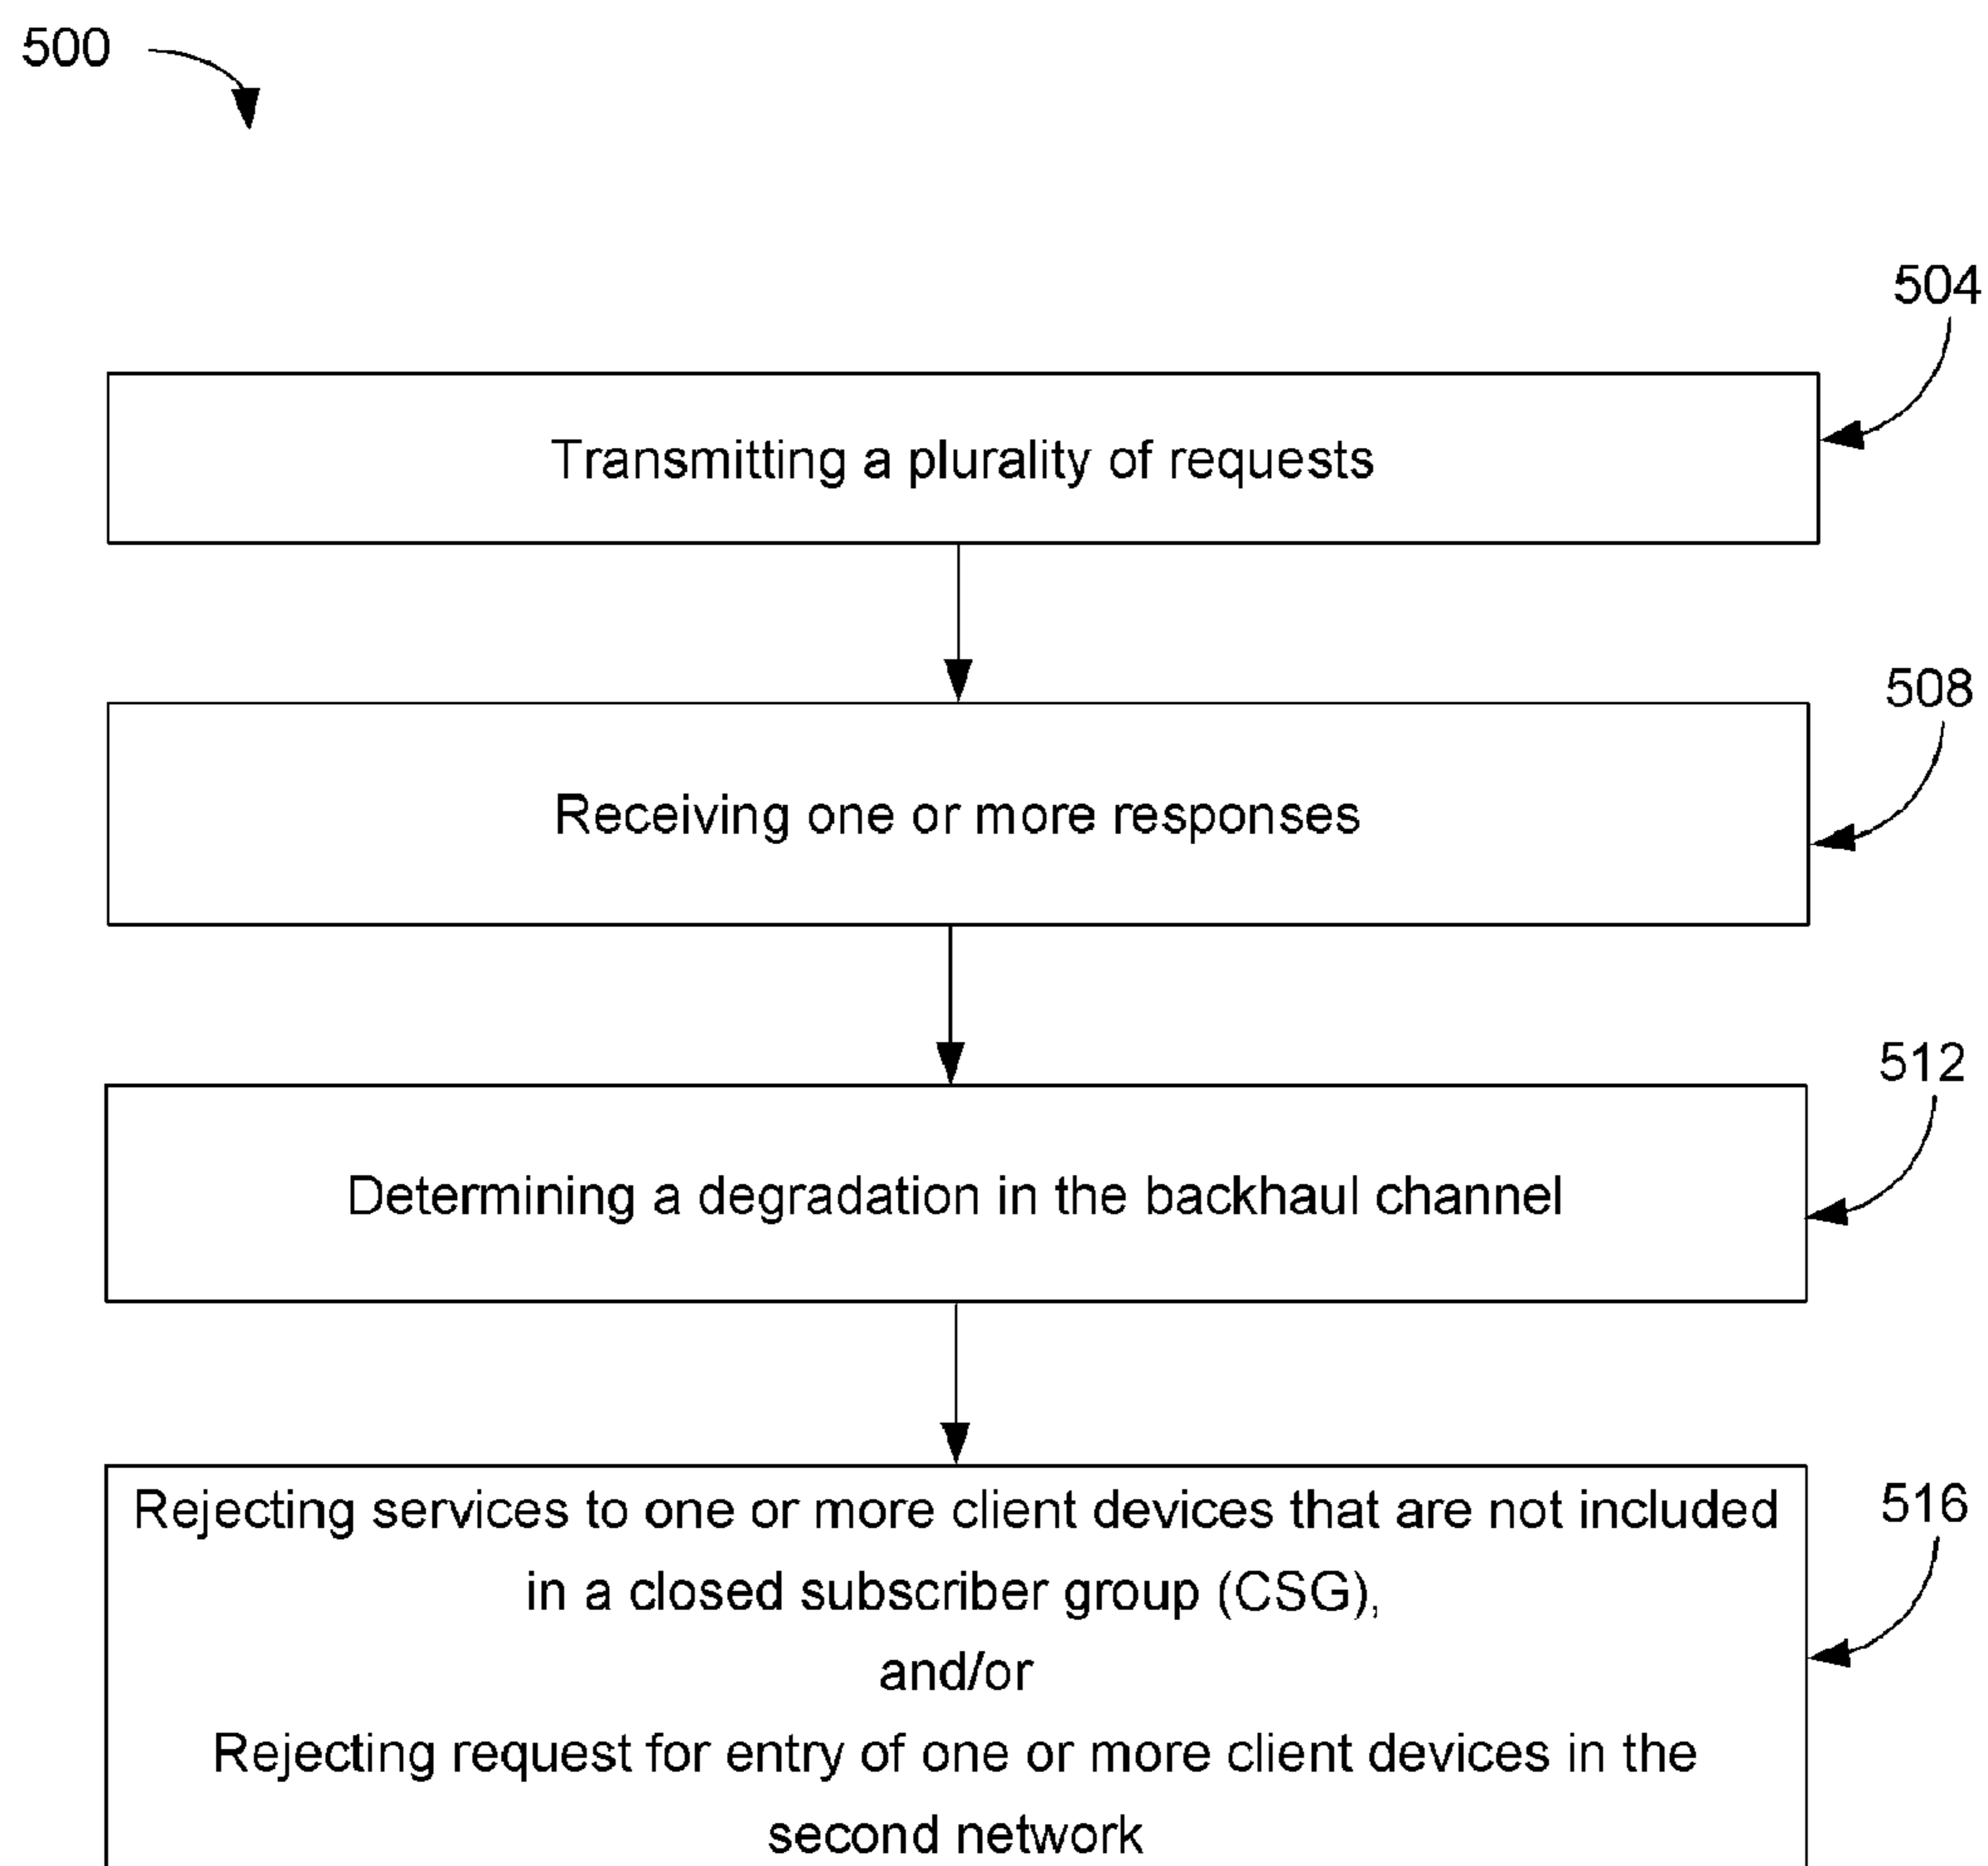 500
504
Transmitting a plurality of requests
508
Receiving one or more responses
512
Determining a degradation in the backhaul channel
516
Rejecting services to one or more client devices that are not included
in a closed subscriber group (CSG),
and/or
Rejecting request for entry of one or more client devices in the
second network